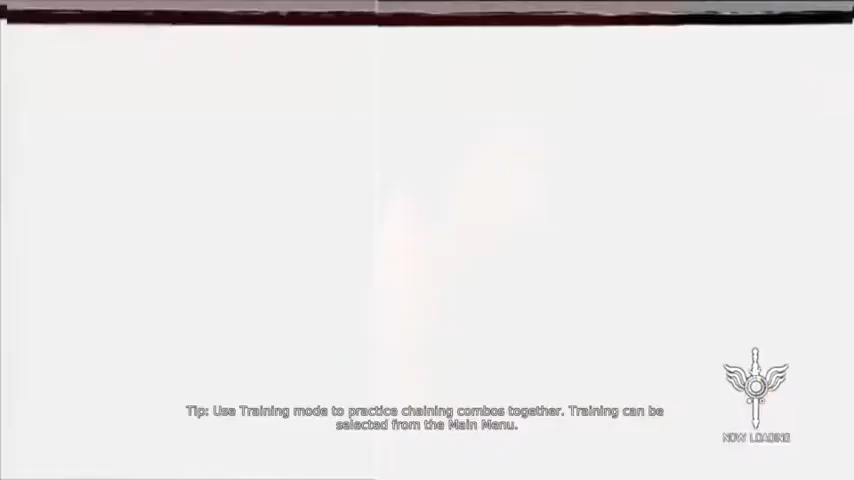 Tip: Use Training mode to practice chaining combos together. Training can be
selected from the Main Menu.
NOW LOADING